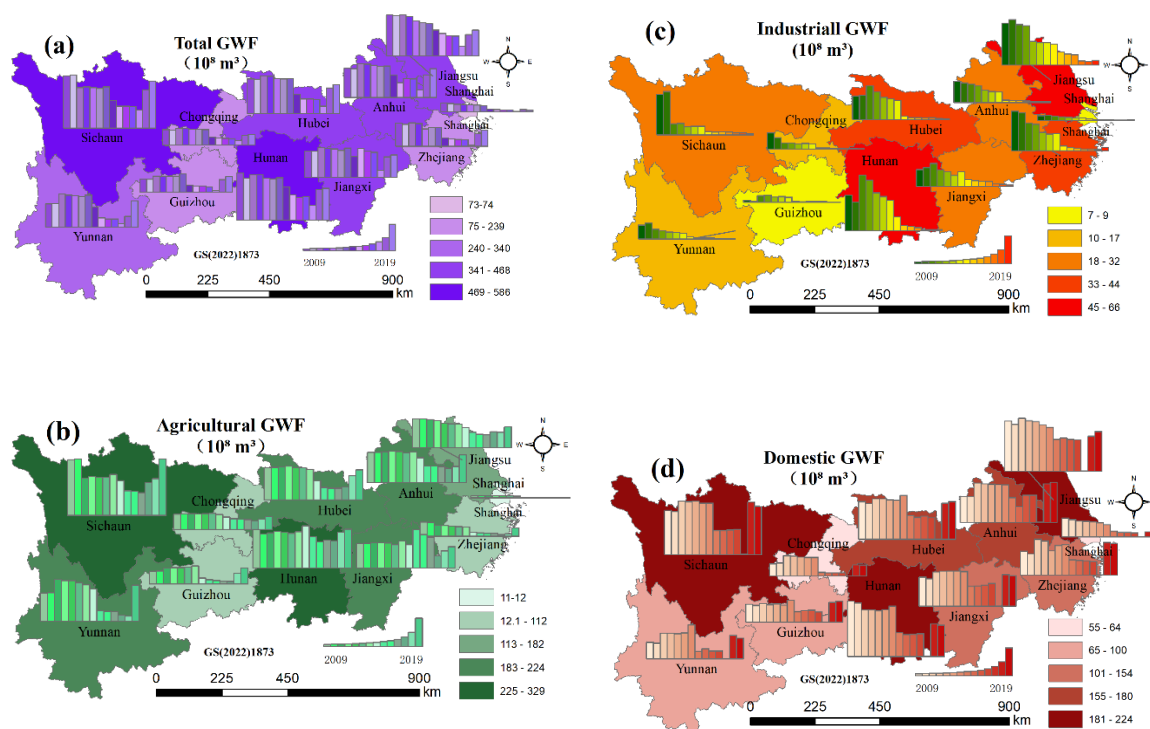 (a)
Total GWF
(10⁸ m³)
N
W E
S
Jiangsu
Shanghai
Anhui
Shanghai
Chongqing
Hubei
Sichaun
Hunan
Zhejiang
Jiangxi
Guizhou
Yunnan
73-74
75 - 239
240 - 340
341 - 468
469 - 586
GS(2022)1873
2009 2019
0 225 450 900
km
(c)
Industriall GWF
(10⁸ m³)
N
W E
S
Jiangsu
Anhui
Shanghai
Shanghai
Chongqing
Hubei
Sichaun
Hunan
Zhejiang
Jiangxi
Guizhou
Yunnan
7 - 9
10 - 17
18 - 32
33 - 44
45 - 66
GS(2022)1873
2009 2019
0 225 450 900
km
(b)
Agricultural GWF
(10⁸ m³)
N
W E
S
Jiangsu
Anhui
Shanghai
Chongqing
Hubei
Shanghai
Sichaun
Zhejiang
Hunan
Jiangxi
Guizhou
Yunnan
11-12
12.1 - 112
113 - 182
183 - 224
225 - 329
GS(2022)1873
2009 2019
0 225 450 900
km
(d)
Domestic GWF
(10⁸ m³)
N
W E
S
Jiangsu
Anhui
Chongqing
Hubei
Shanghai
Sichaun
Hunan
Zhejiang
Jiangxi
Guizhou
Yunnan
55 - 64
65 - 100
101 - 154
155 - 180
181 - 224
GS(2022)1873
2009 2019
0 225 450 900
km